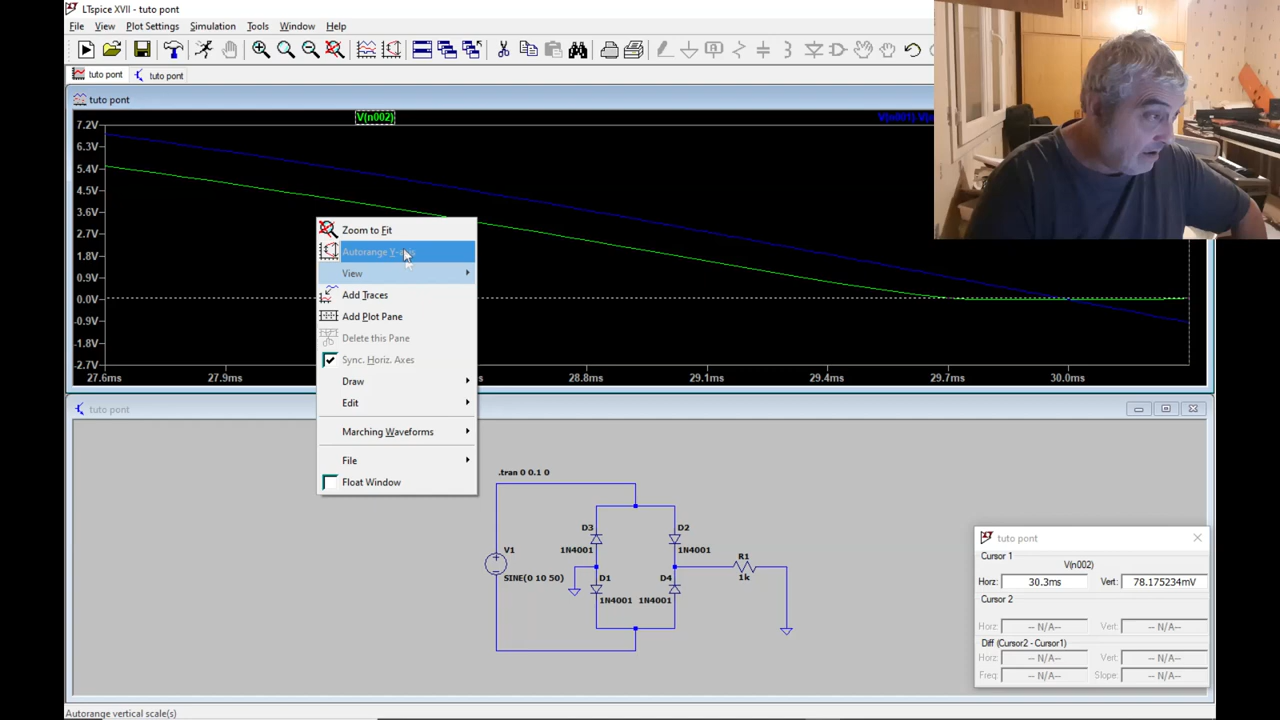 LTspice XVII - tuto pont
File View Plot Settings Simulation Tools Window Help
tuto pont tuto pont
tuto pont
V(n002)
7.2V
6.3V
5.4V
4.5V
3.6V
2.7V
1.8V
0.9V
0.0V
-0.9V
-1.8V
-2.7V
27.6ms 27.9ms 28.8ms 29.1ms 29.4ms 29.7ms 30.0ms
Zoom to Fit
Autorange Y-axis
View
Add Traces
Add Plot Pane
Delete this Pane
Sync. Horiz. Axes
Draw
Edit
Marching Waveforms
File
Float Window
tuto pont
.tran 0 0.1 0
D3 D2
1N4001 1N4001
V1
SINE(0 10 50)
D1 D4
1N4001 1N4001
R1
1k
tuto pont
Cursor 1
V(n002)
Horz: 30.3ms Vert: 78.175234mV
Cursor 2
Horz: -- N/A-- Vert: -- N/A--
Diff (Cursor2 - Cursor1)
Horz: -- N/A-- Vert: -- N/A--
Freq: -- N/A-- Slope: -- N/A--
Autorange vertical scale(s)